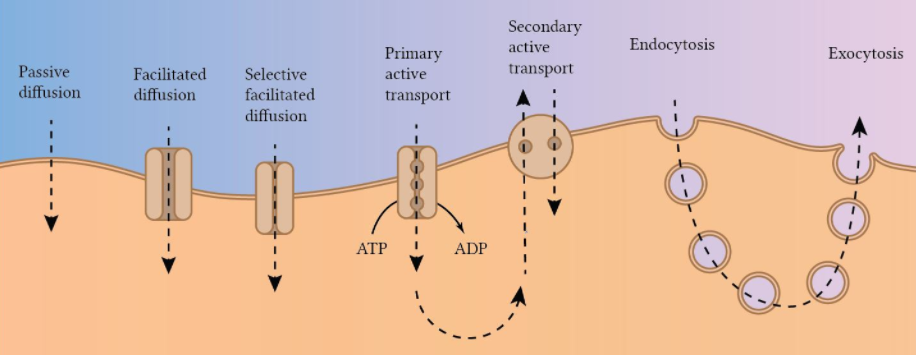 Passive
diffusion
Facilitated
diffusion
Selective
facilitated
diffusion
Primary
active
transport
Secondary
active
transport
Endocytosis
Exocytosis
ATP
ADP